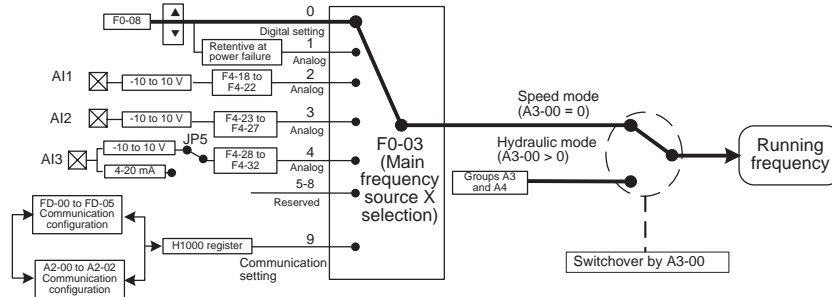 F0-08
0
Digital setting
Retentive at
power failure
1
Analog
AI1
-10 to 10 V
F4-18 to
F4-22
2
Analog
AI2
-10 to 10 V
F4-23 to
F4-27
3
Analog
AI3
-10 to 10 V
4-20 mA
JP5
F4-28 to
F4-32
4
Analog
5-8
Reserved
FD-00 to FD-05
Communication
configuration
A2-00 to A2-02
Communication
configuration
H1000 register
9
Communication
setting
F0-03
(Main
frequency
source X
selection)
Speed mode
(A3-00 = 0)
Hydraulic mode
(A3-00 > 0)
Groups A3
and A4
Switchover by A3-00
Running
frequency